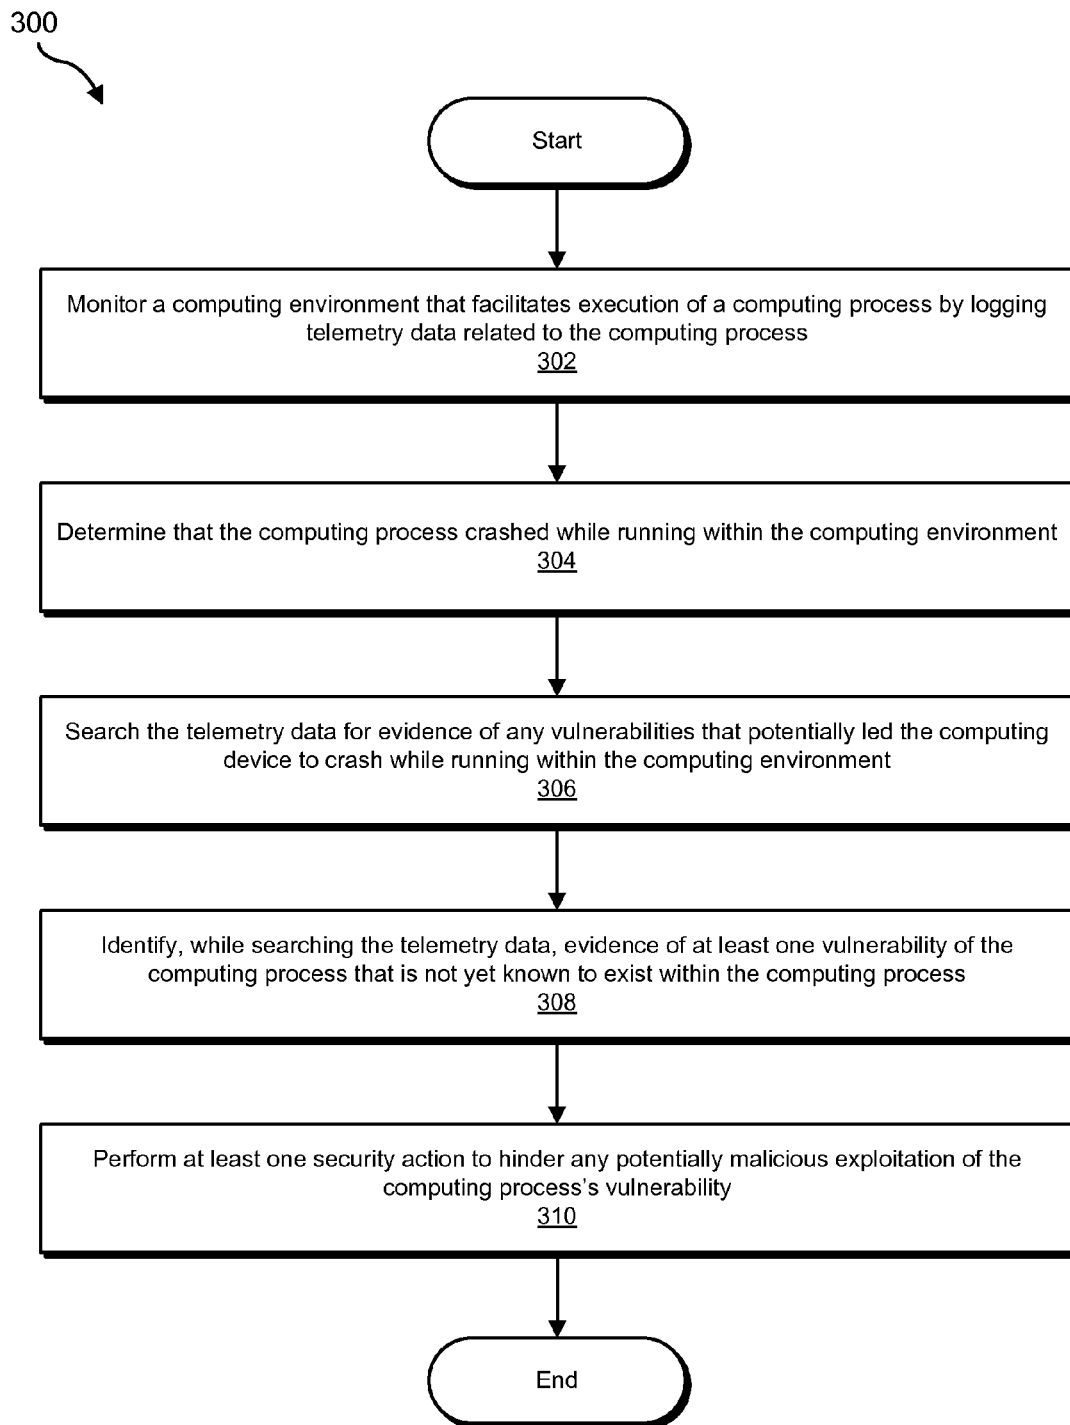 300
Start
Monitor a computing environment that facilitates execution of a computing process by logging
telemetry data related to the computing process
302
Determine that the computing process crashed while running within the computing environment
304
Search the telemetry data for evidence of any vulnerabilities that potentially led the computing
device to crash while running within the computing environment
306
Identify, while searching the telemetry data, evidence of at least one vulnerability of the
computing process that is not yet known to exist within the computing process
308
Perform at least one security action to hinder any potentially malicious exploitation of the
computing process's vulnerability
310
End